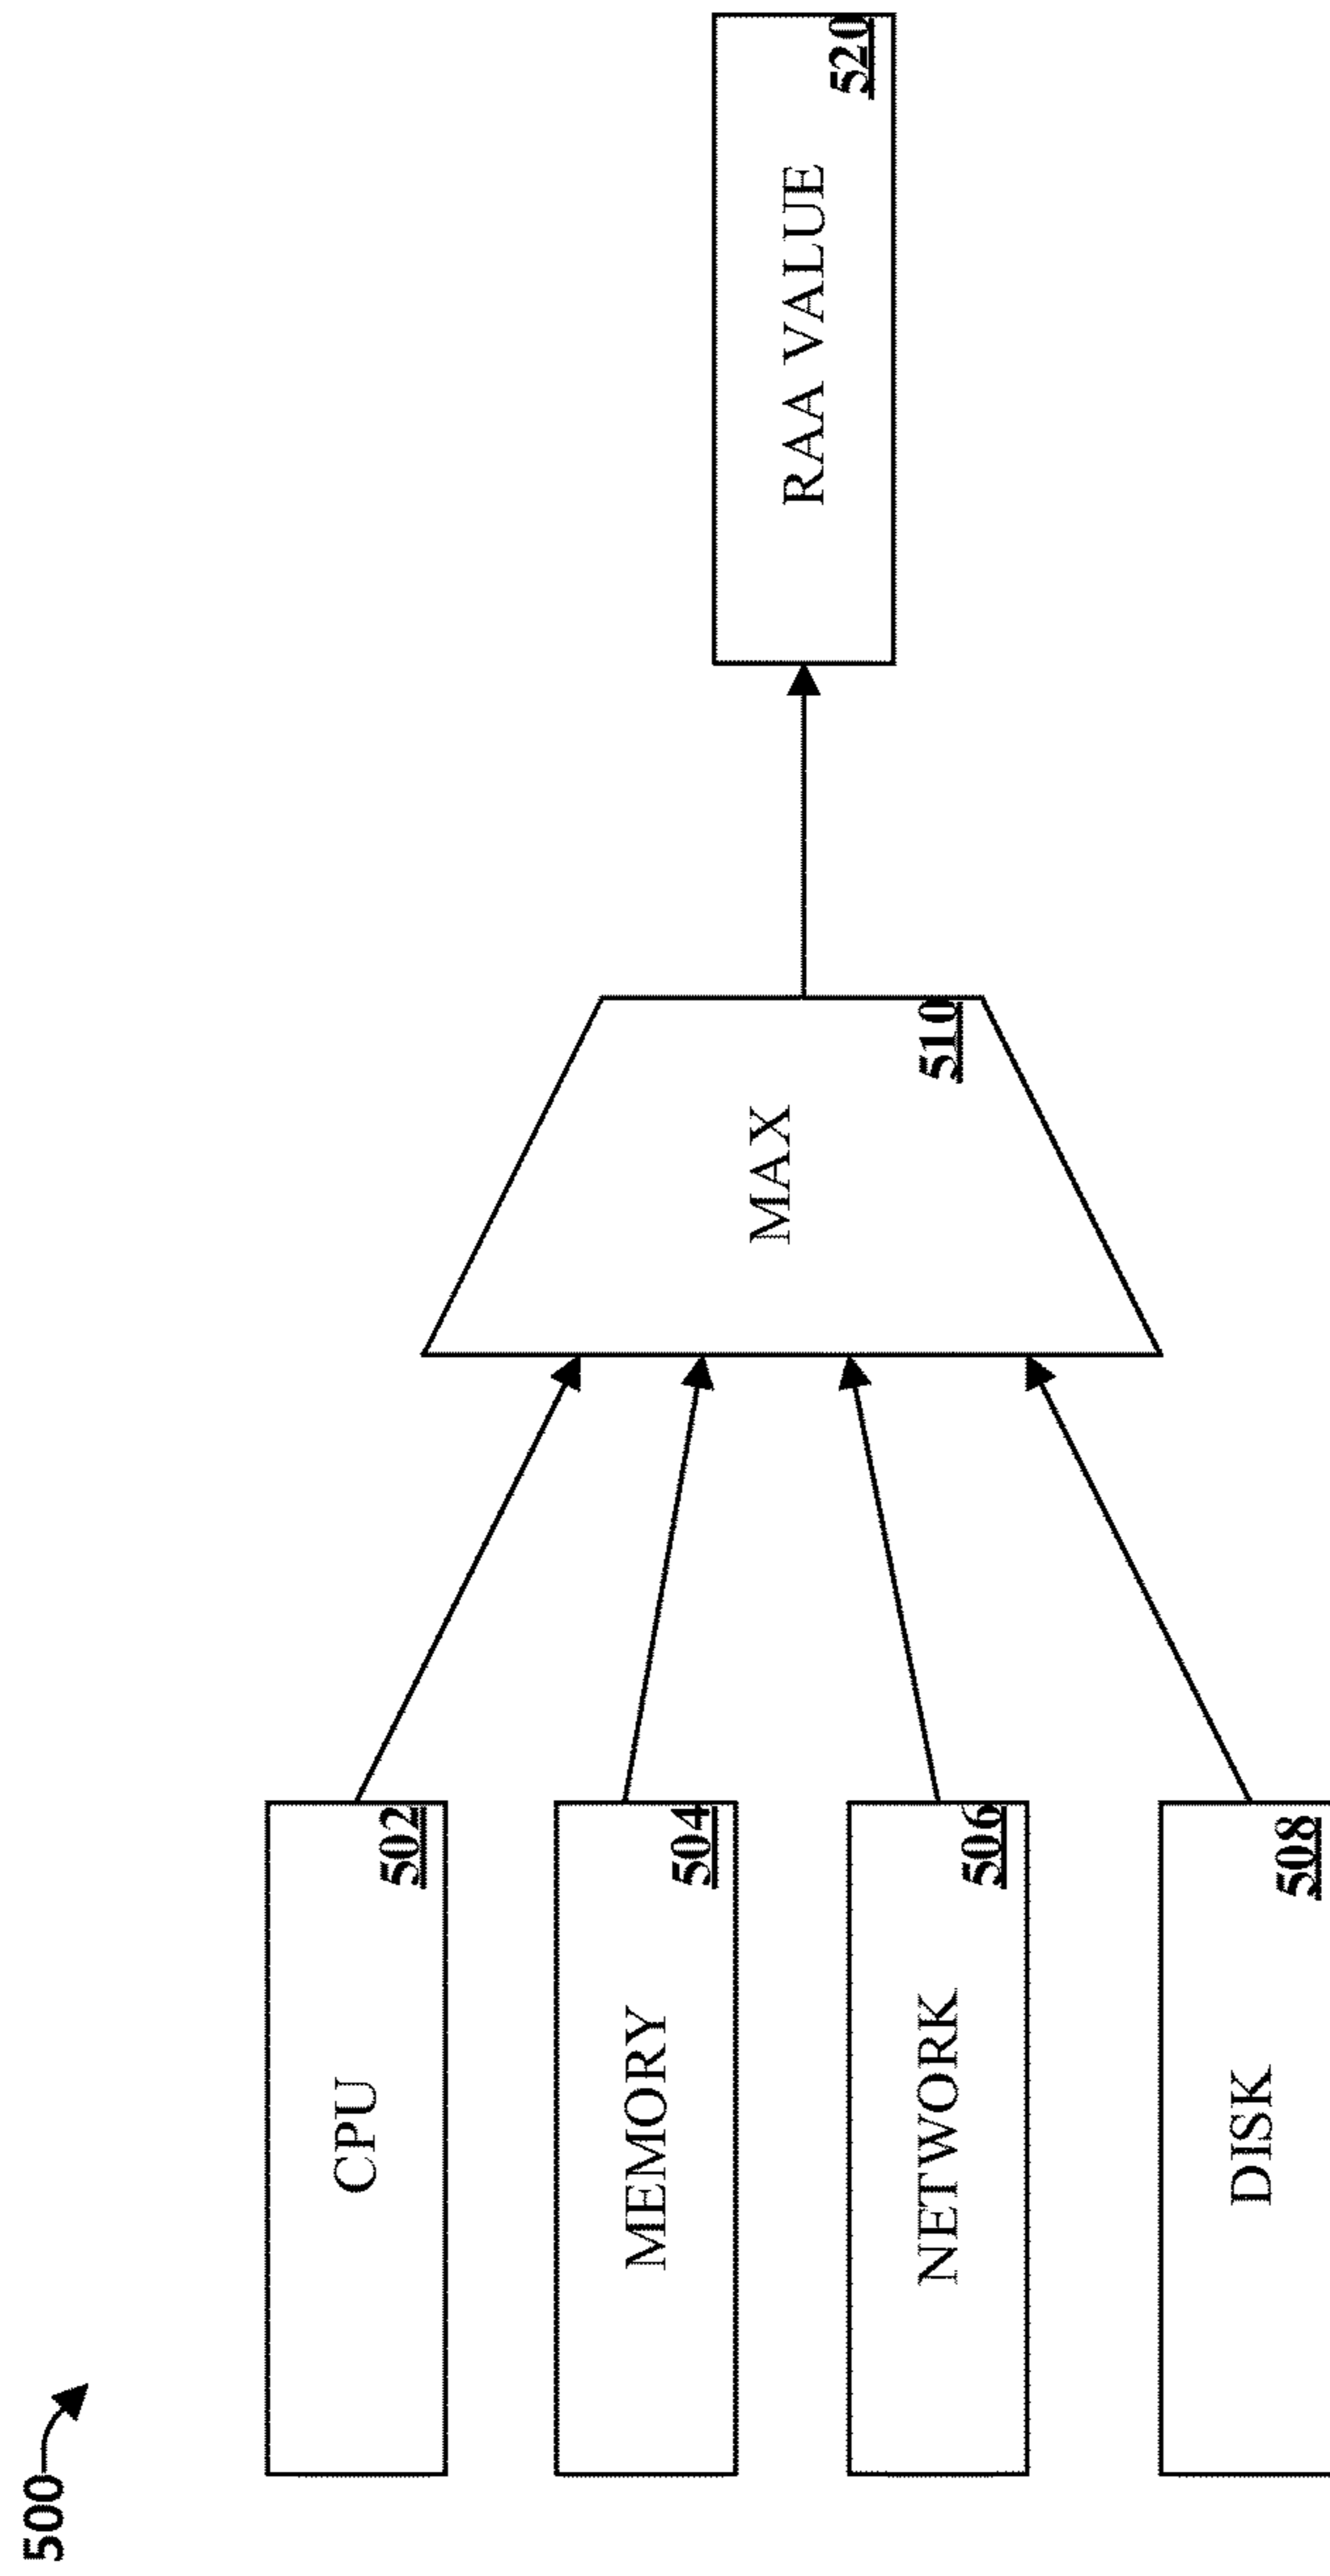 500
CPU
502
MEMORY
504
NETWORK
506
DISK
508
MAX
510
RAA VALUE
520